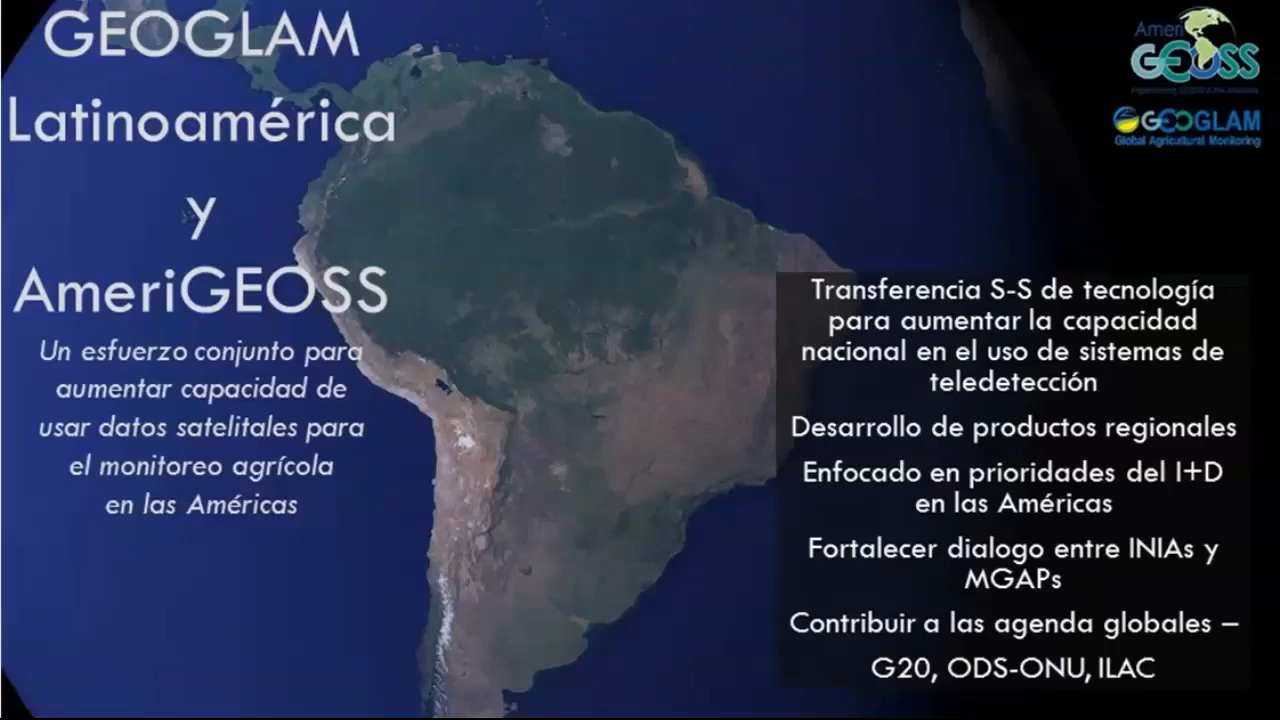 GEOGLAM
Latinoamérica
y
AmeriGEOSS
Un esfuerzo conjunto para
aumentar capacidad de
usar datos satelitales para
el monitoreo agrícola
en las Américas
Ameri
GEOSS
GEOGLAM
Global Agricultural Monitoring
Transferencia S-S de tecnología
para aumentar la capacidad
nacional en el uso de sistemas de
teledetección
Desarrollo de productos regionales
Enfocado en prioridades del I+D
en las Américas
Fortalecer dialogo entre INIAs y
MGAPs
Contribuir a las agenda globales –
G20, ODS-ONU, ILAC